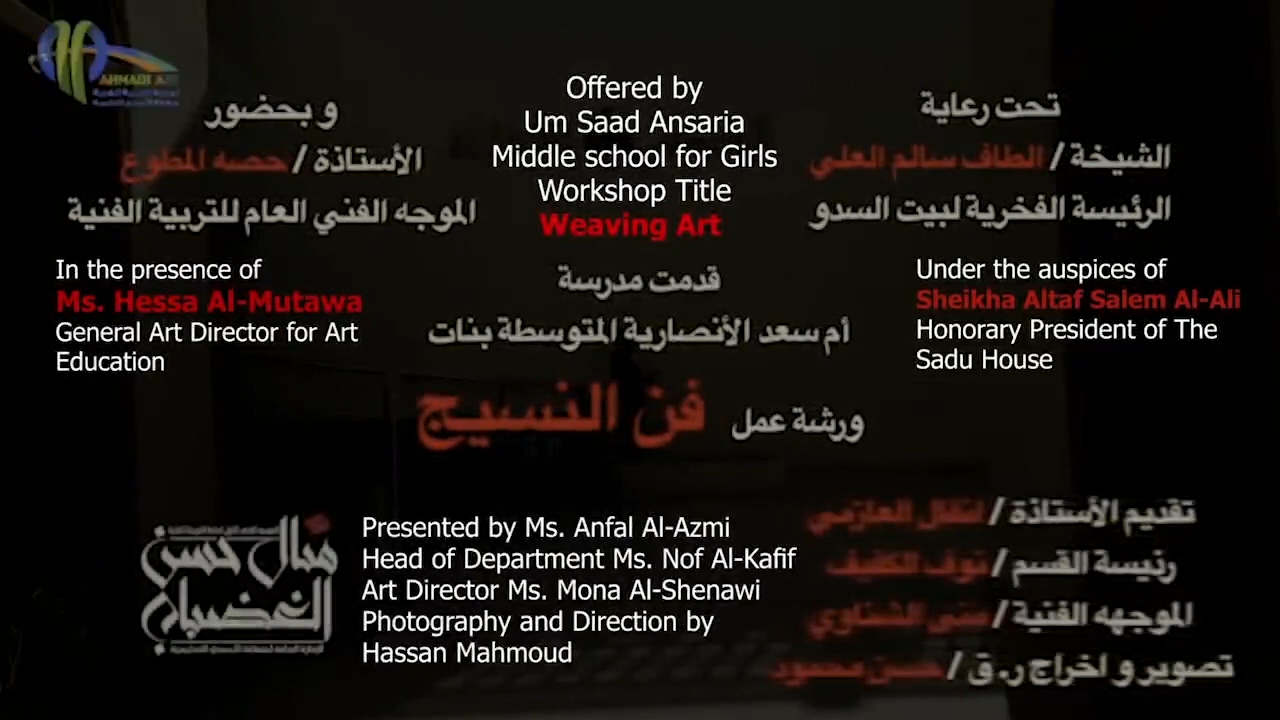 AHMADI ART
Offered by
Um Saad Ansaria
Middle school for Girls
Workshop Title
Weaving Art
تحت رعاية
الشيخة / الطاف سالم العلي
الرئيسة الفخرية لبيت السدو
Under the auspices of
Sheikha Altaf Salem Al-Ali
Honorary President of The
Sadu House
و بحضور
الأستاذة / حصه المطوع
الموجه الفني العام للتربية الفنية
In the presence of
Ms. Hessa Al-Mutawa
General Art Director for Art
Education
قدمت مدرسة
أم سعد الأنصارية المتوسطة بنات
ورشة عمل فن النسيج
تقديم الأستاذة /
رئيسة القسم / نوف الكفيف
الموجهه الفنية / منى الشناوي
تصوير و اخراج ر. ق / حسن محمود
Presented by Ms. Anfal Al-Azmi
Head of Department Ms. Nof Al-Kafif
Art Director Ms. Mona Al-Shenawi
Photography and Direction by
Hassan Mahmoud
منال حسن
الغضبان